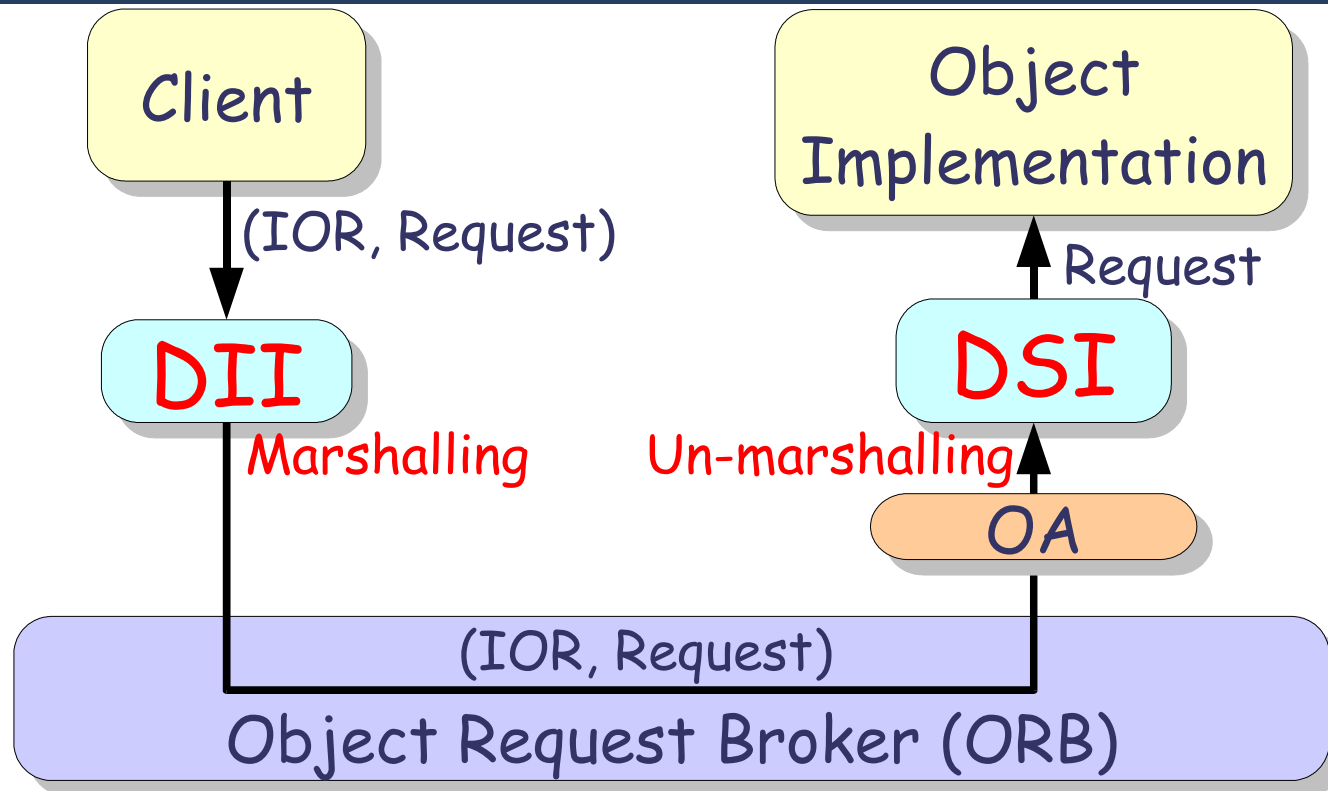 Client
Object
Implementation
(IOR, Request)
Request
DII
DSI
Marshalling
Un-marshalling
OA
(IOR, Request)
Object Request Broker (ORB)